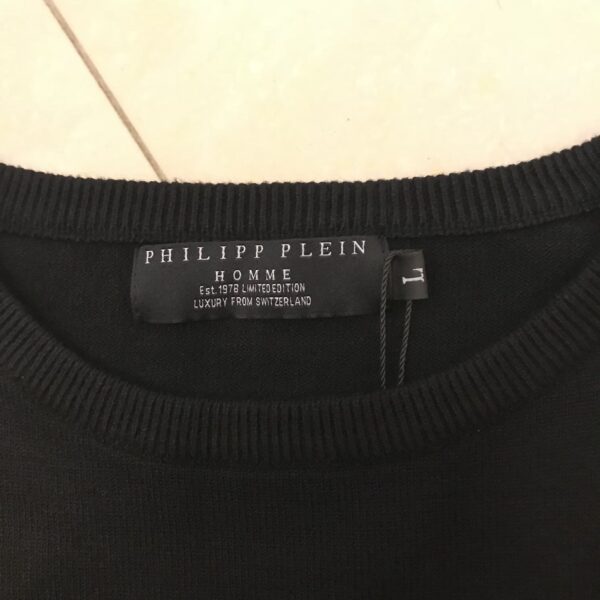 PHILIPP PLEIN
HOMME
Est.1978 LIMITED EDITION
LUXURY FROM SWITZERLAND
L